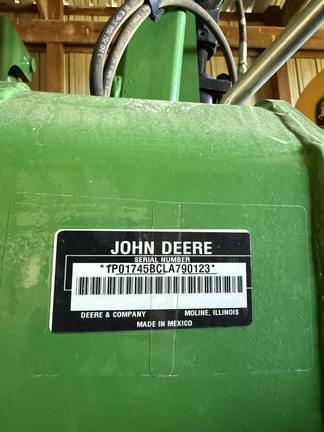 JOHN DEERE
SERIAL NUMBER
*1P01745BCLA790123*
DEERE & COMPANY MOLINE, ILLINOIS
MADE IN MEXICO